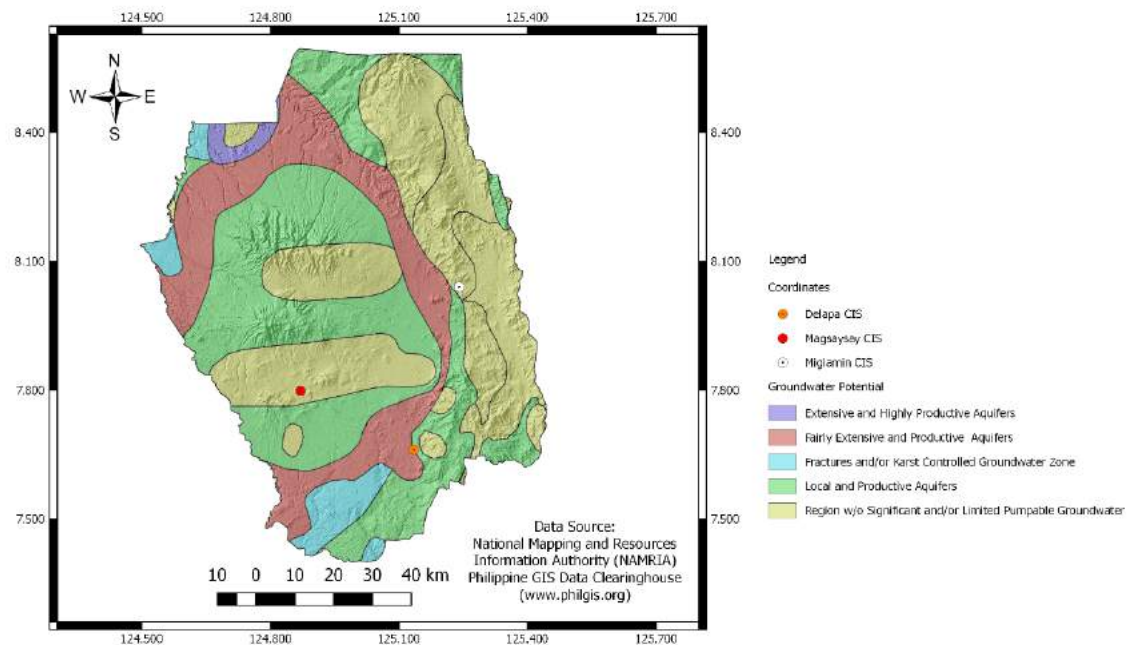 124.500 124.800 125.100 125.400 125.700
N
W E
S
8.400 8.400
8.100 8.100
7.800 7.800
7.500 7.500
Data Source:
National Mapping and Resources
Information Authority (NAMRIA)
Philippine GIS Data Clearinghouse
(www.philgis.org)
10 0 10 20 30 40 km
124.500 124.800 125.100 125.400 125.700
Legend
Coordinates
Delapa CIS
Magsaysay CIS
Miglamin CIS
Groundwater Potential
Extensive and Highly Productive Aquifers
Fairly Extensive and Productive Aquifers
Fractures and/or Karst Controlled Groundwater Zone
Local and Productive Aquifers
Region w/o Significant and/or Limited Pumpable Groundwater